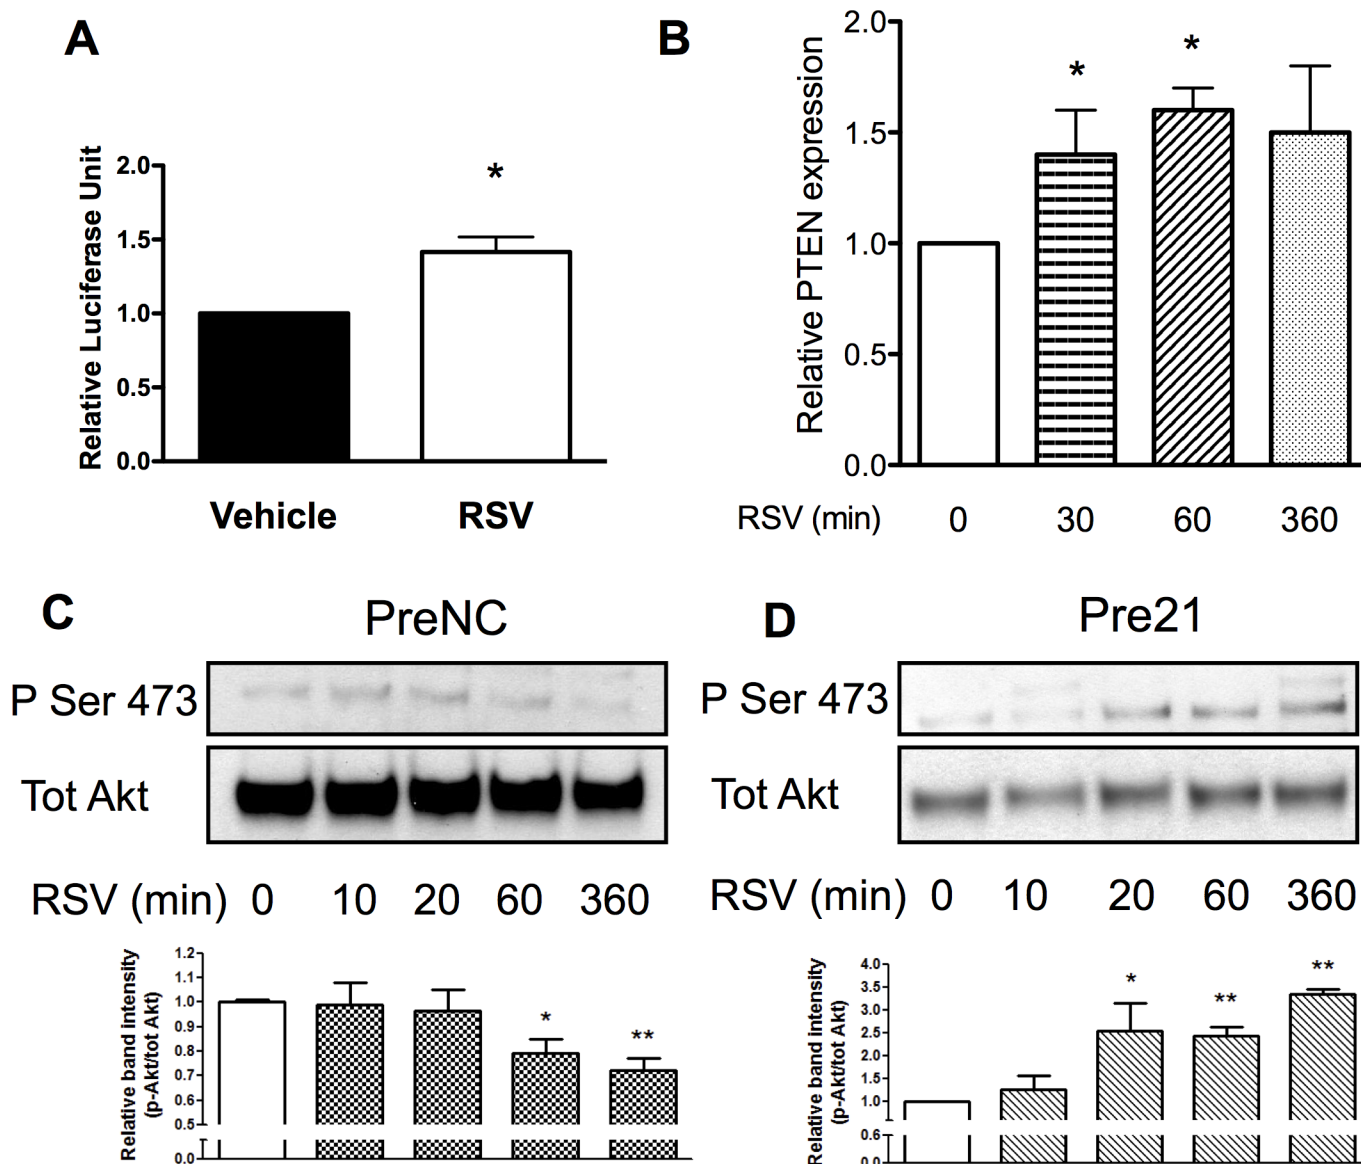 A
Relative Luciferase Unit
2.0
1.5
1.0
0.5
0.0
*
Vehicle RSV
B
Relative PTEN expression
2.0
1.5
1.0
0.5
0.0
* *
RSV (min) 0 30 60 360
C
PreNC
P Ser 473
Tot Akt
RSV (min) 0 10 20 60 360
Relative band intensity
(p-Akt/tot Akt)
1.2
1.1
1.0
0.9
0.8
0.7
0.6
0.5
0.0
* **
D
Pre21
P Ser 473
Tot Akt
RSV (min) 0 10 20 60 360
Relative band intensity
(p-Akt/tot Akt)
4.0
3.5
3.0
2.5
2.0
1.5
1.0
0.6
0.0
* ** **